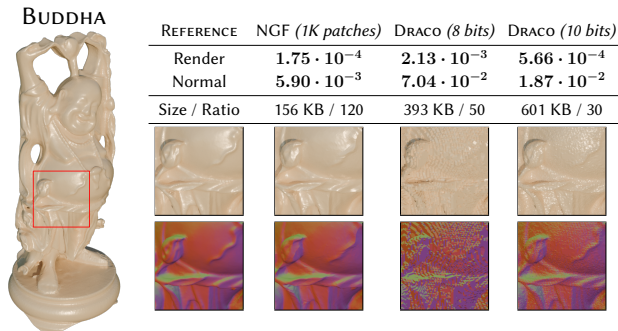 BUDDHA
REFERENCE NGF (1K patches) DRACO (8 bits) DRACO (10 bits)
Render 1.75 · 10⁻⁴ 2.13 · 10⁻³ 5.66 · 10⁻⁴
Normal 5.90 · 10⁻³ 7.04 · 10⁻² 1.87 · 10⁻²
Size / Ratio 156 KB / 120 393 KB / 50 601 KB / 30